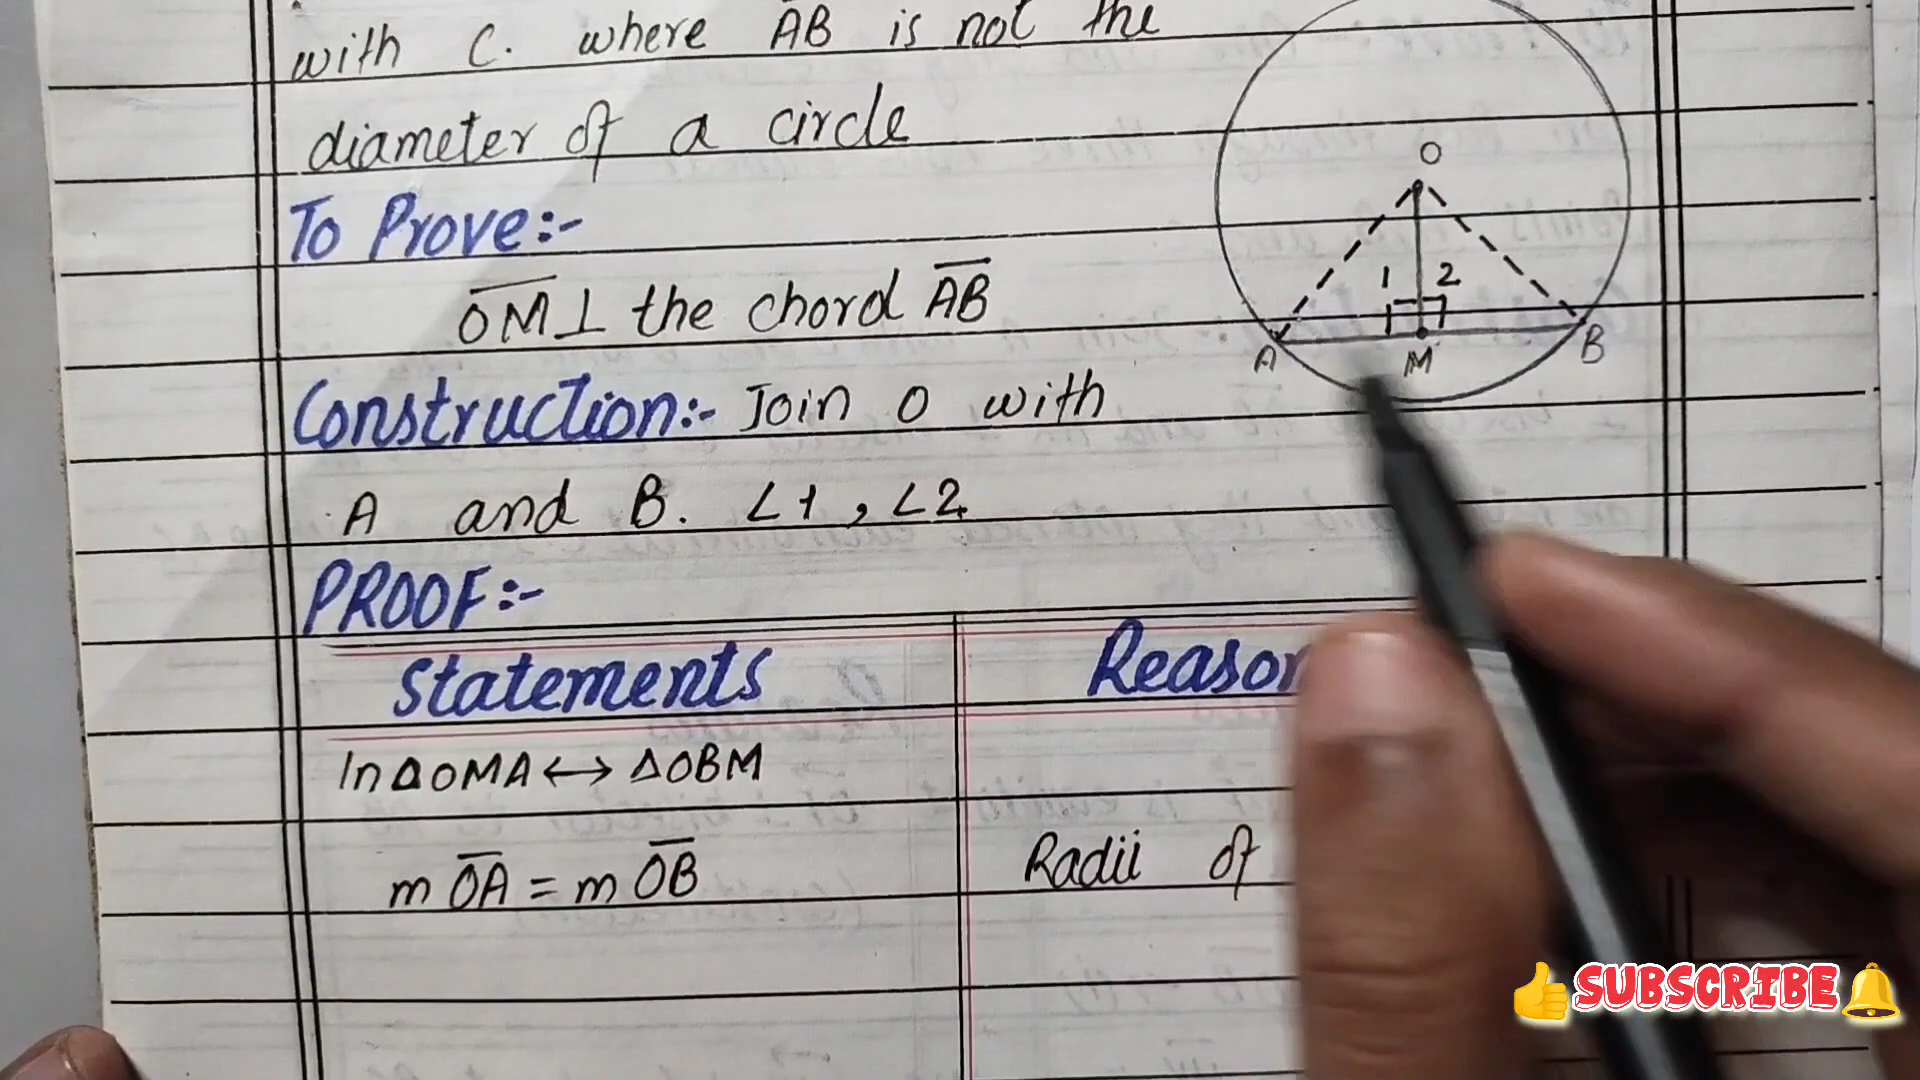 with C. where AB is not the
diameter of a circle
To Prove:-
OM⊥ the chord AB
Construction:- Join O with
A and B. ∠1, ∠2.
PROOF:-
Statements
Reason
In ΔOMA ↔ ΔOBM
m OA = m OB
Radii of
O
1 2
A M B
SUBSCRIBE